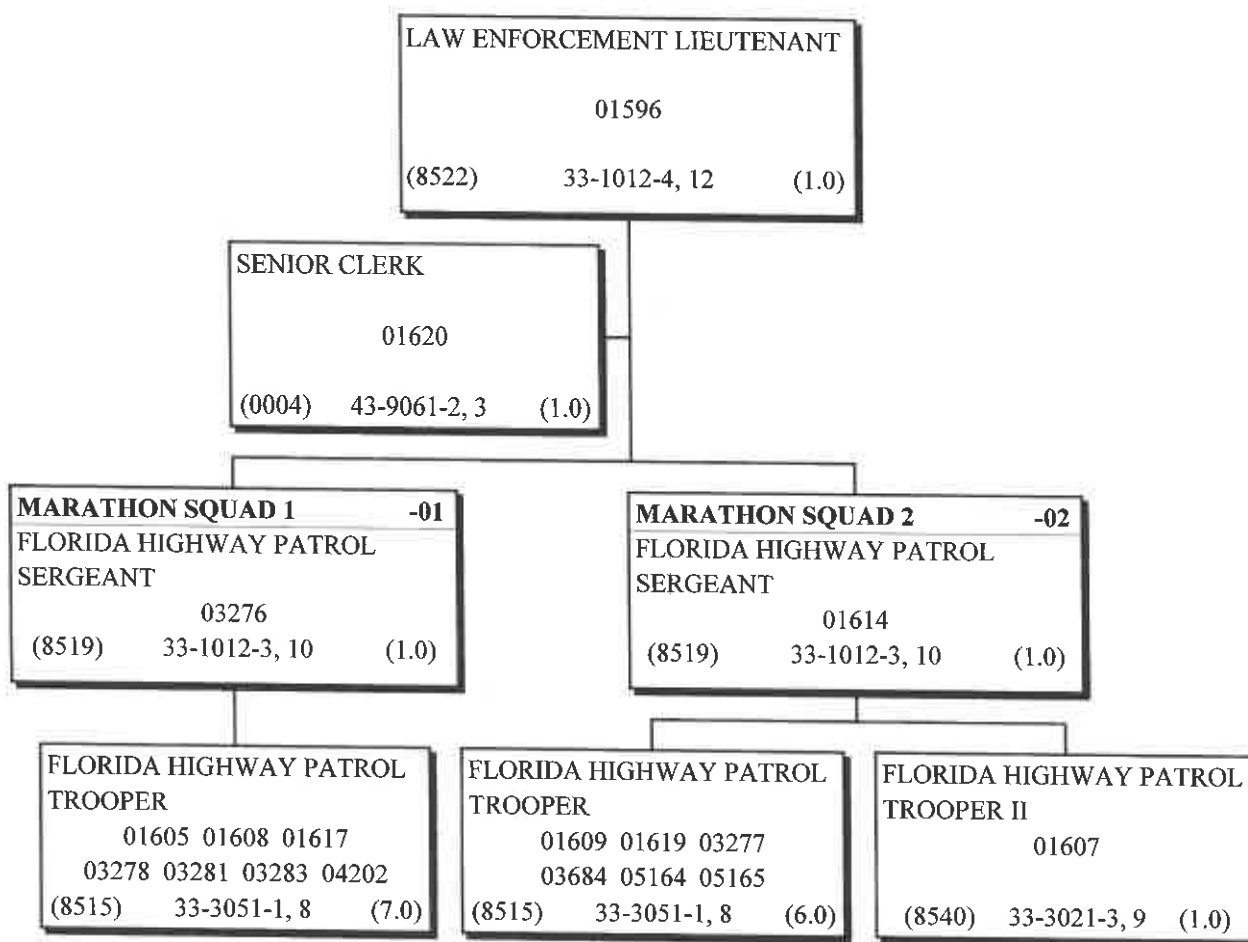 LAW ENFORCEMENT LIEUTENANT
01596
(8522) 33-1012-4, 12 (1.0)
SENIOR CLERK
01620
(0004) 43-9061-2, 3 (1.0)
MARATHON SQUAD 1 -01
FLORIDA HIGHWAY PATROL
SERGEANT
03276
(8519) 33-1012-3, 10 (1.0)
MARATHON SQUAD 2 -02
FLORIDA HIGHWAY PATROL
SERGEANT
01614
(8519) 33-1012-3, 10 (1.0)
FLORIDA HIGHWAY PATROL
TROOPER
01605 01608 01617
03278 03281 03283 04202
(8515) 33-3051-1, 8 (7.0)
FLORIDA HIGHWAY PATROL
TROOPER
01609 01619 03277
03684 05164 05165
(8515) 33-3051-1, 8 (6.0)
FLORIDA HIGHWAY PATROL
TROOPER II
01607
(8540) 33-3021-3, 9 (1.0)